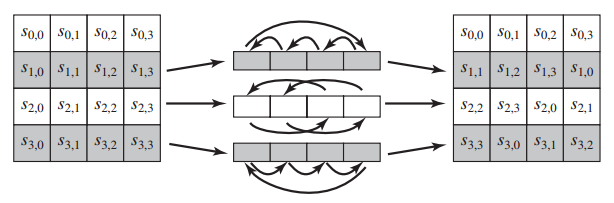 s0,0 s0,1 s0,2 s0,3 s0,0 s0,1 s0,2 s0,3
s1,0 s1,1 s1,2 s1,3 s1,1 s1,2 s1,3 s1,0
s2,0 s2,1 s2,2 s2,3 s2,2 s2,3 s2,0 s2,1
s3,0 s3,1 s3,2 s3,3 s3,3 s3,0 s3,1 s3,2